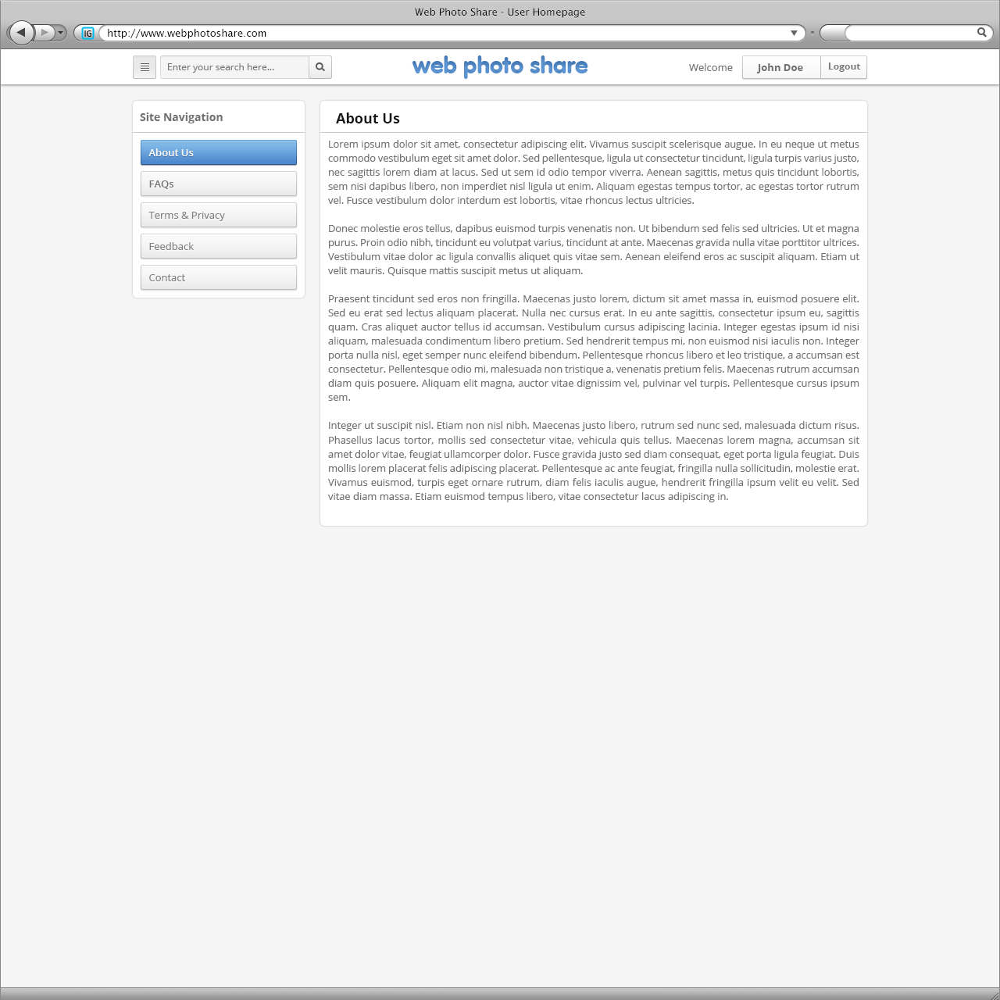 Web Photo Share - User Homepage
IG http://www.webphotoshare.com
Enter your search here...
web photo share
Welcome John Doe Logout
Site Navigation
About Us
FAQs
Terms & Privacy
Feedback
Contact
About Us
Lorem ipsum dolor sit amet, consectetur adipiscing elit. Vivamus suscipit scelerisque augue. In eu neque ut metus
commodo vestibulum eget sit amet dolor. Sed pellentesque, ligula ut consectetur tincidunt, ligula turpis varius justo,
nec sagittis lorem diam at lacus. Sed ut sem id odio tempor viverra. Aenean sagittis, metus quis tincidunt lobortis,
sem nisi dapibus libero, non imperdiet nisl ligula ut enim. Aliquam egestas tempus tortor, ac egestas tortor rutrum
vel. Fusce vestibulum dolor interdum est lobortis, vitae rhoncus lectus ultricies.
Donec molestie eros tellus, dapibus euismod turpis venenatis non. Ut bibendum sed felis sed ultricies. Ut et magna
purus. Proin odio nibh, tincidunt eu volutpat varius, tincidunt at ante. Maecenas gravida nulla vitae porttitor ultrices.
Vestibulum vitae dolor ac ligula convallis aliquet quis vitae sem. Aenean eleifend eros ac suscipit aliquam. Etiam ut
velit mauris. Quisque mattis suscipit metus ut aliquam.
Praesent tincidunt sed eros non fringilla. Maecenas justo lorem, dictum sit amet massa in, euismod posuere elit.
Sed eu erat sed lectus aliquam placerat. Nulla nec cursus erat. In eu ante sagittis, consectetur ipsum eu, sagittis
quam. Cras aliquet auctor tellus id accumsan. Vestibulum cursus adipiscing lacinia. Integer egestas ipsum id nisi
aliquam, malesuada condimentum libero pretium. Sed hendrerit tempus mi, non euismod nisi iaculis non. Integer
porta nulla nisl, eget semper nunc eleifend bibendum. Pellentesque rhoncus libero et leo tristique, a accumsan est
consectetur. Pellentesque odio mi, malesuada non tristique a, venenatis pretium felis. Maecenas rutrum accumsan
diam quis posuere. Aliquam elit magna, auctor vitae dignissim vel, pulvinar vel turpis. Pellentesque cursus ipsum
sem.
Integer ut suscipit nisl. Etiam non nisl nibh. Maecenas justo libero, rutrum sed nunc sed, malesuada dictum risus.
Phasellus lacus tortor, mollis sed consectetur vitae, vehicula quis tellus. Maecenas lorem magna, accumsan sit
amet dolor vitae, feugiat ullamcorper dolor. Fusce gravida justo sed diam consequat, eget porta ligula feugiat. Duis
mollis lorem placerat felis adipiscing placerat. Pellentesque ac ante feugiat, fringilla nulla sollicitudin, molestie erat.
Vivamus euismod, turpis eget ornare rutrum, diam felis iaculis augue, hendrerit fringilla ipsum velit eu velit. Sed
vitae diam massa. Etiam euismod tempus libero, vitae consectetur lacus adipiscing in.